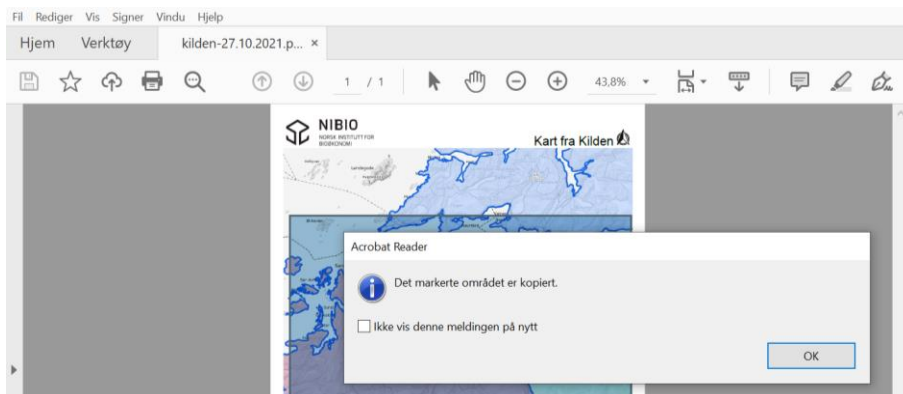 Fil Rediger Vis Signer Vindu Hjelp
Hjem Verktøy kilden-27.10.2021.p... ×
1 / 1 43,8%
NIBIO
NORSK INSTITUTT FOR
BIOØKONOMI
Kart fra Kilden
Acrobat Reader
Det markerte området er kopiert.
Ikke vis denne meldingen på nytt
OK